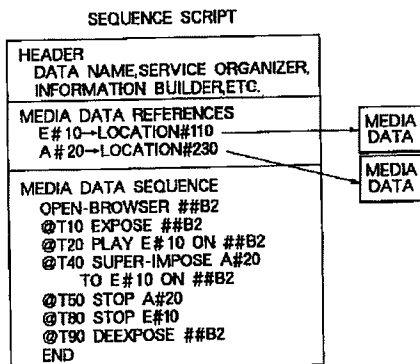 SEQUENCE SCRIPT
HEADER
DATA NAME,SERVICE ORGANIZER,
INFORMATION BUILDER,ETC.
MEDIA DATA REFERENCES
E#10→LOCATION#110
A#20→LOCATION#230
MEDIA
DATA
MEDIA
DATA
MEDIA DATA SEQUENCE
OPEN-BROWSER ##B2
@T10 EXPOSE ##B2
@T20 PLAY E#10 ON ##B2
@T40 SUPER-IMPOSE A#20
TO E#10 ON ##B2
@T50 STOP A#20
@T80 STOP E#10
@T90 DEEXPOSE ##B2
END